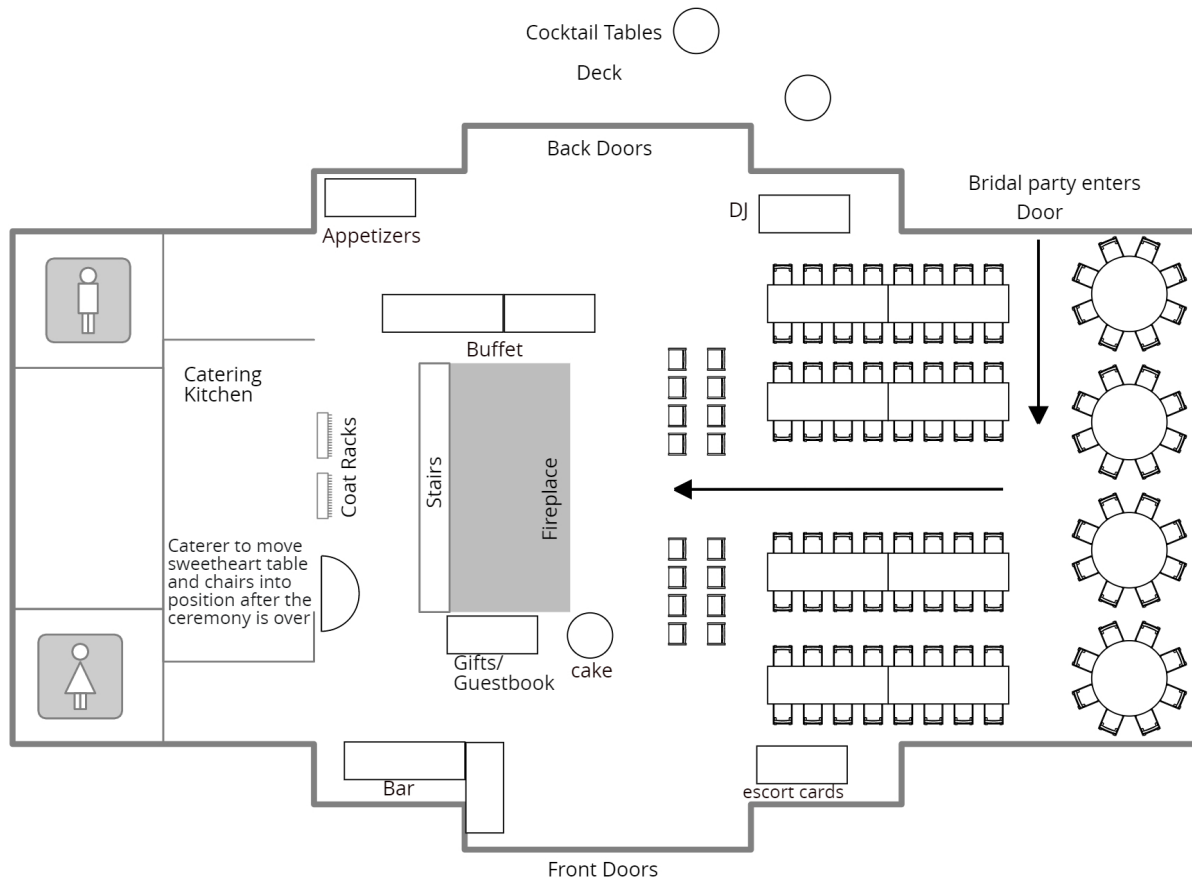 Cocktail Tables
Deck
Back Doors
Bridal party enters
Door
DJ
Appetizers
Buffet
Catering
Kitchen
Coat Racks
Stairs
Fireplace
Caterer to move
sweetheart table
and chairs into
position after the
ceremony is over
Gifts/
Guestbook
cake
Bar
escort cards
Front Doors